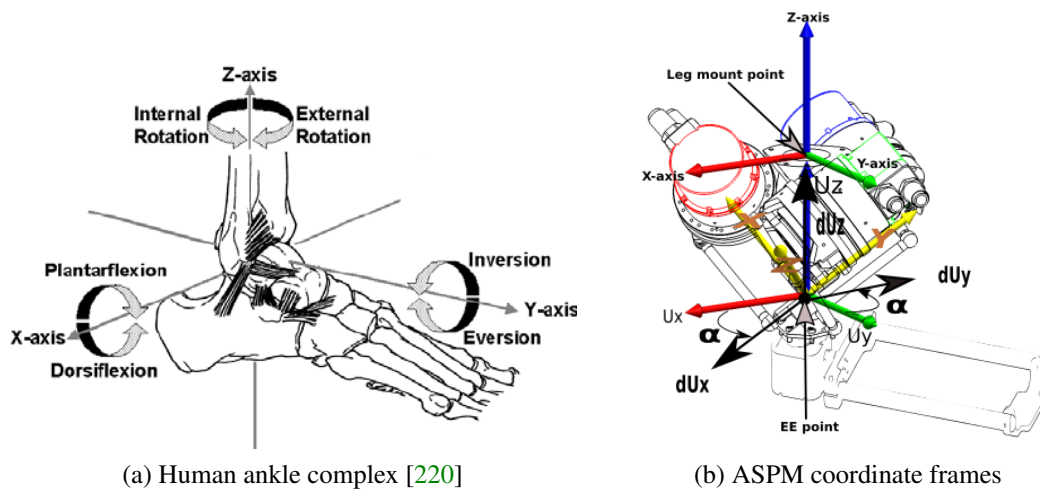 Z-axis
Internal
Rotation
External
Rotation
Plantarflexion
X-axis
Dorsiflexion
Inversion
Y-axis
Eversion
(a) Human ankle complex [220]
Z-axis
Leg mount point
X-axis
Y-axis
Uz
dUz
X
Y
Z
dUy
Ux
α
α
Uy
dUx
EE point
(b) ASPM coordinate frames